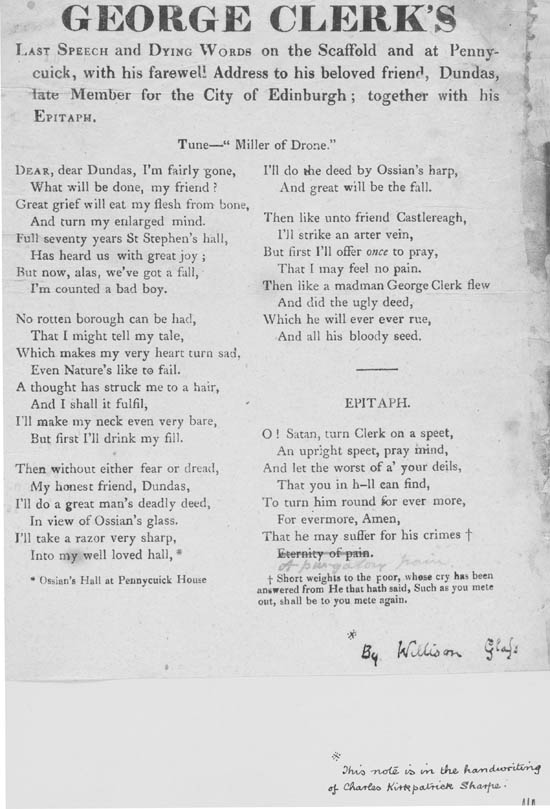 GEORGE CLERK'S
LAST SPEECH and DYING WORDS on the Scaffold and at Penny-
cuick, with his farewell Address to his beloved friend, Dundas,
late Member for the City of Edinburgh; together with his
EPITAPH.
Tune—" Miller of Drone."
DEAR, dear Dundas, I'm fairly gone,
What will be done, my friend?
Great grief will eat my flesh from bone,
And turn my enlarged mind.
Full seventy years St Stephen's hall,
Has heard us with great joy;
But now, alas, we've got a fall,
I'm counted a bad boy.
No rotten borough can be had,
That I might tell my tale,
Which makes my very heart turn sad,
Even Nature's like to fail.
A thought has struck me to a hair,
And I shall it fulfil,
I'll make my neck even very bare,
But first I'll drink my fill.
Then without either fear or dread,
My honest friend, Dundas,
I'll do a great man's deadly deed,
In view of Ossian's glass.
I'll take a razor very sharp,
Into my well loved hall, *
* Ossian's Hall at Pennycuick House
I'll do the deed by Ossian's harp,
And great will be the fall.
Then like unto friend Castlereagh,
I'll strike an arter vein,
But first I'll offer once to pray,
That I may feel no pain.
Then like a madman George Clerk flew
And did the ugly deed,
Which he will ever ever rue,
And all his bloody seed.
EPITAPH.
O! Satan, turn Clerk on a speet,
An upright speet, pray mind,
And let the worst of a' your deils,
That you in h–ll can find,
To turn him round for ever more,
For evermore, Amen,
That he may suffer for his crimes †
Eternity of pain.
of purgatory pain
† Short weights to the poor, whose cry has been
answered from He that hath said, Such as you mete
out, shall be to you mete again.
* By Willison Glass
* This note is in the handwriting
of Charles Kirkpatrick Sharpe.